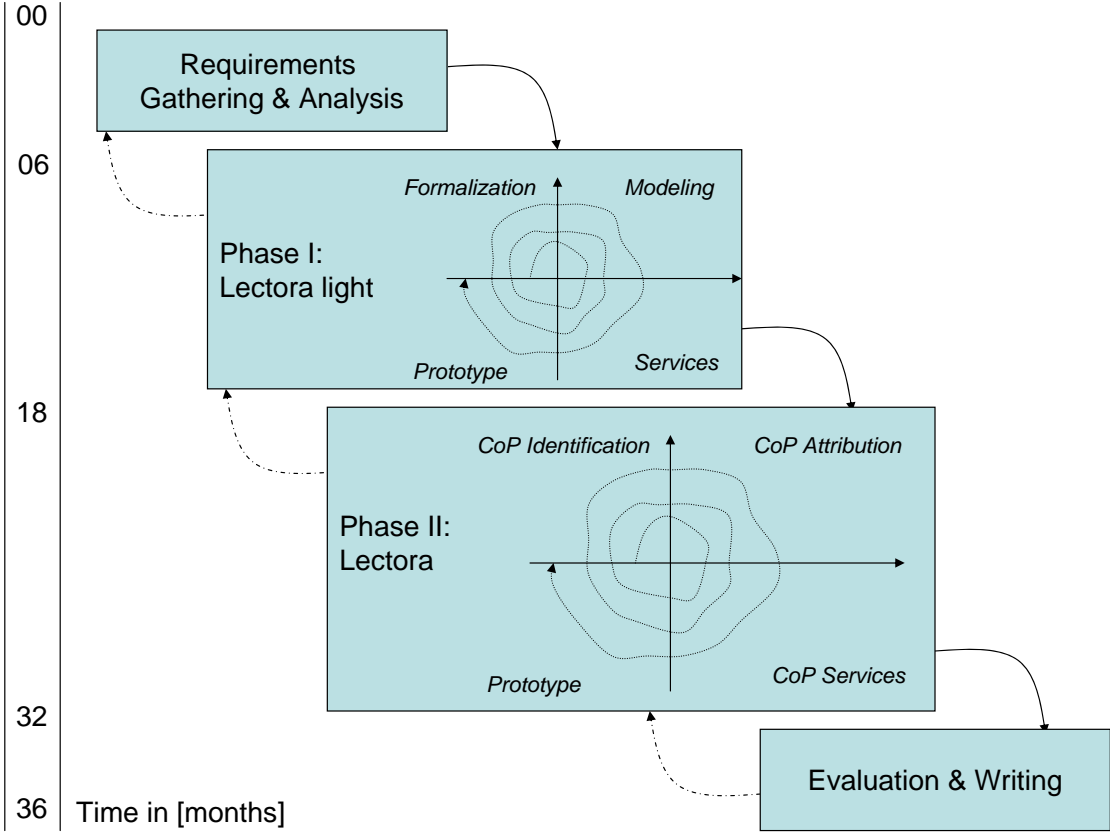 00
Requirements
Gathering & Analysis
06
Formalization
Modeling
Phase I:
Lectora light
Prototype
Services
18
CoP Identification
CoP Attribution
Phase II:
Lectora
Prototype
CoP Services
32
Evaluation & Writing
36
Time in [months]